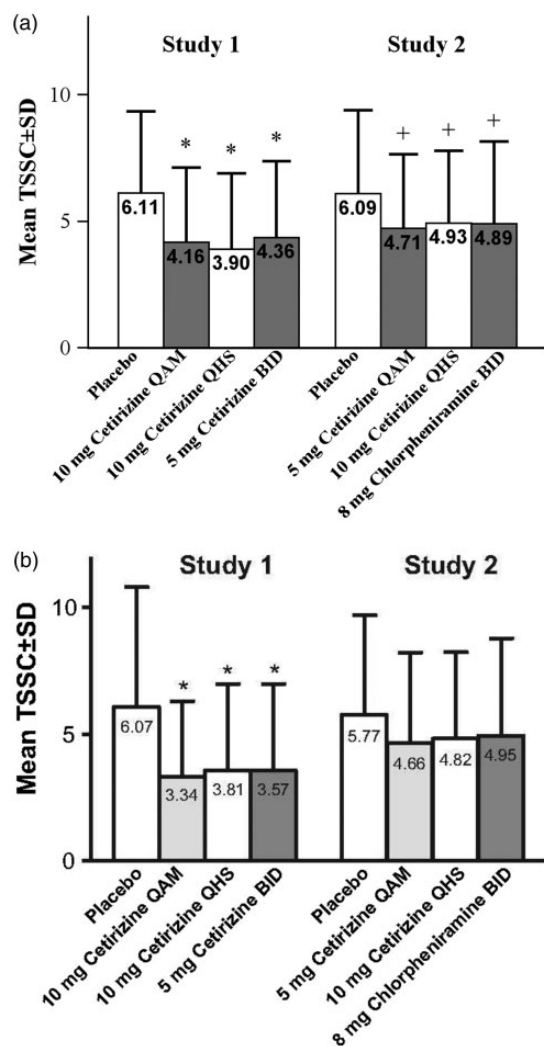 (a)
Study 1 Study 2
Mean TSSC±SD
10
5
0
* * *
+ + +
6.11 4.16 3.90 4.36 6.09 4.71 4.93 4.89
Placebo
10 mg Cetirizine QAM
10 mg Cetirizine QHS
5 mg Cetirizine BID
Placebo
5 mg Cetirizine QAM
10 mg Cetirizine QHS
8 mg Chlorpheniramine BID
(b)
Study 1 Study 2
Mean TSSC±SD
10
5
0
* * *
6.07 3.34 3.81 3.57 5.77 4.66 4.82 4.95
Placebo
10 mg Cetirizine QAM
10 mg Cetirizine QHS
5 mg Cetirizine BID
Placebo
5 mg Cetirizine QAM
10 mg Cetirizine QHS
8 mg Chlorpheniramine BID